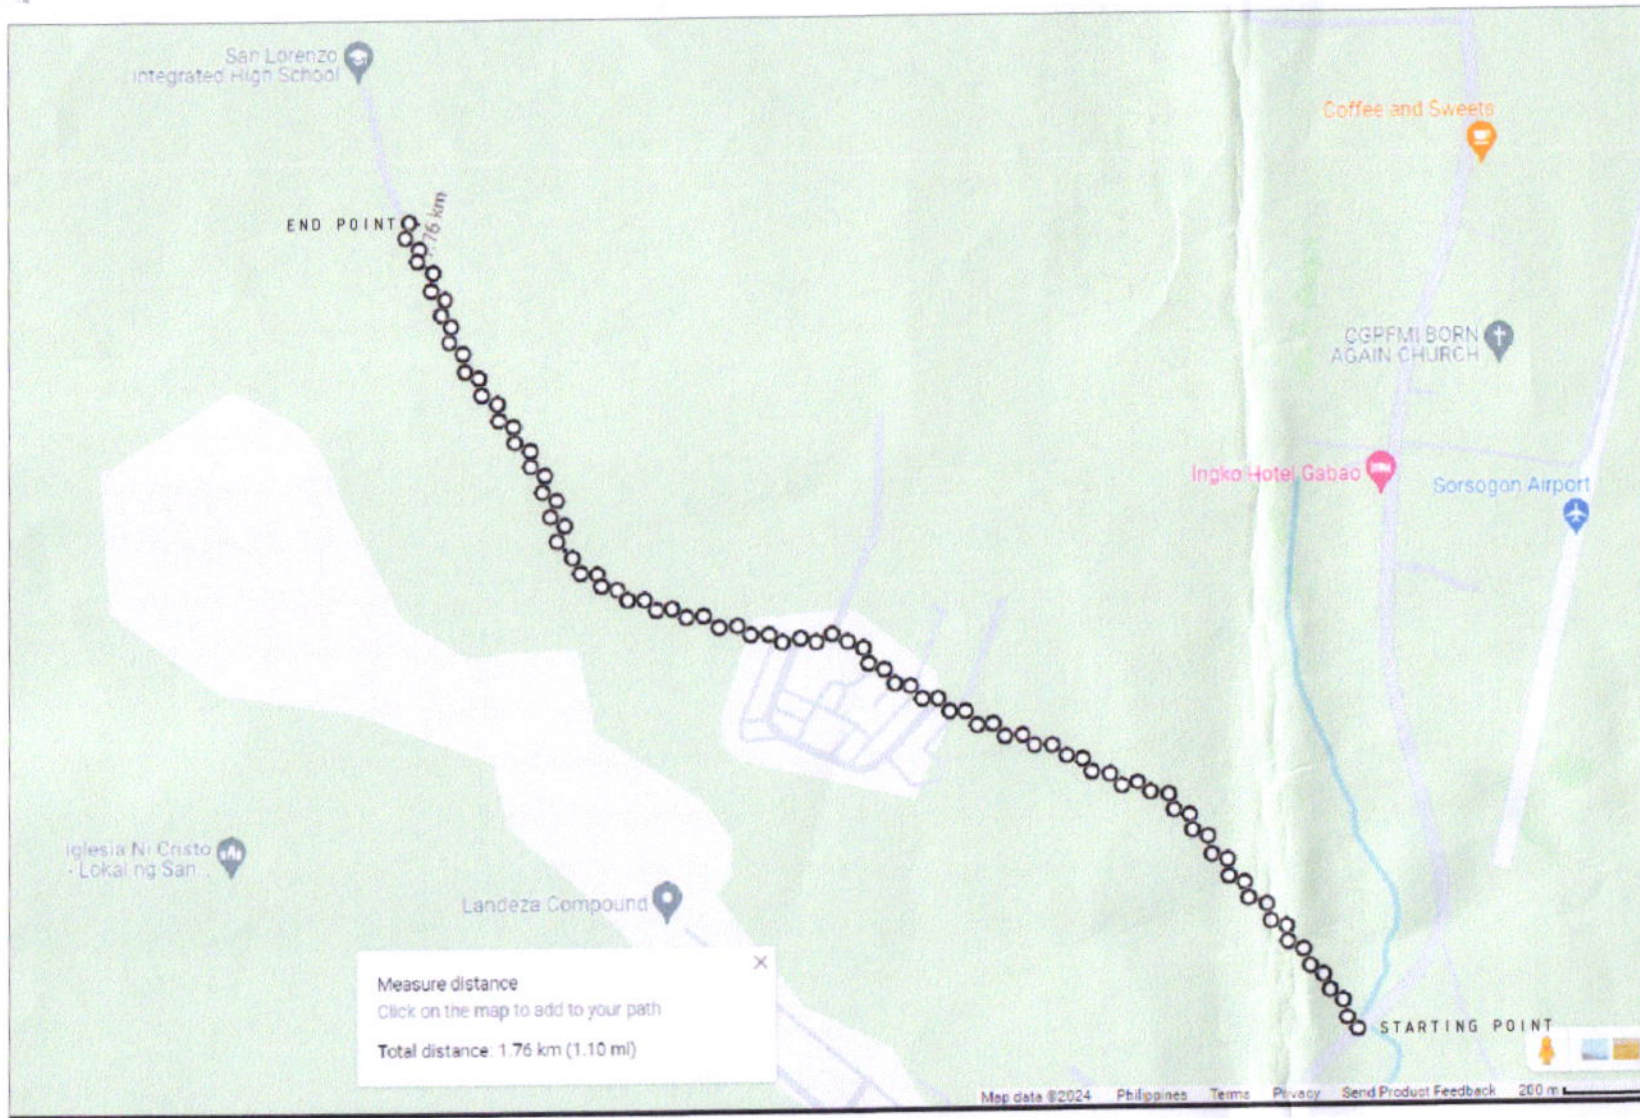 San Lorenzo
Integrated High School
Coffee and Sweets
END POINT
76 km
CGPFMI BORN
AGAIN CHURCH
Ingko Hotel Gabao
Sorsogon Airport
Iglesia Ni Cristo
- Lokal ng San...
Landeza Compound
Measure distance
Click on the map to add to your path
Total distance: 1.76 km (1.10 mi)
STARTING POINT
Map data ©2024 Philippines Terms Privacy Send Product Feedback 200 m